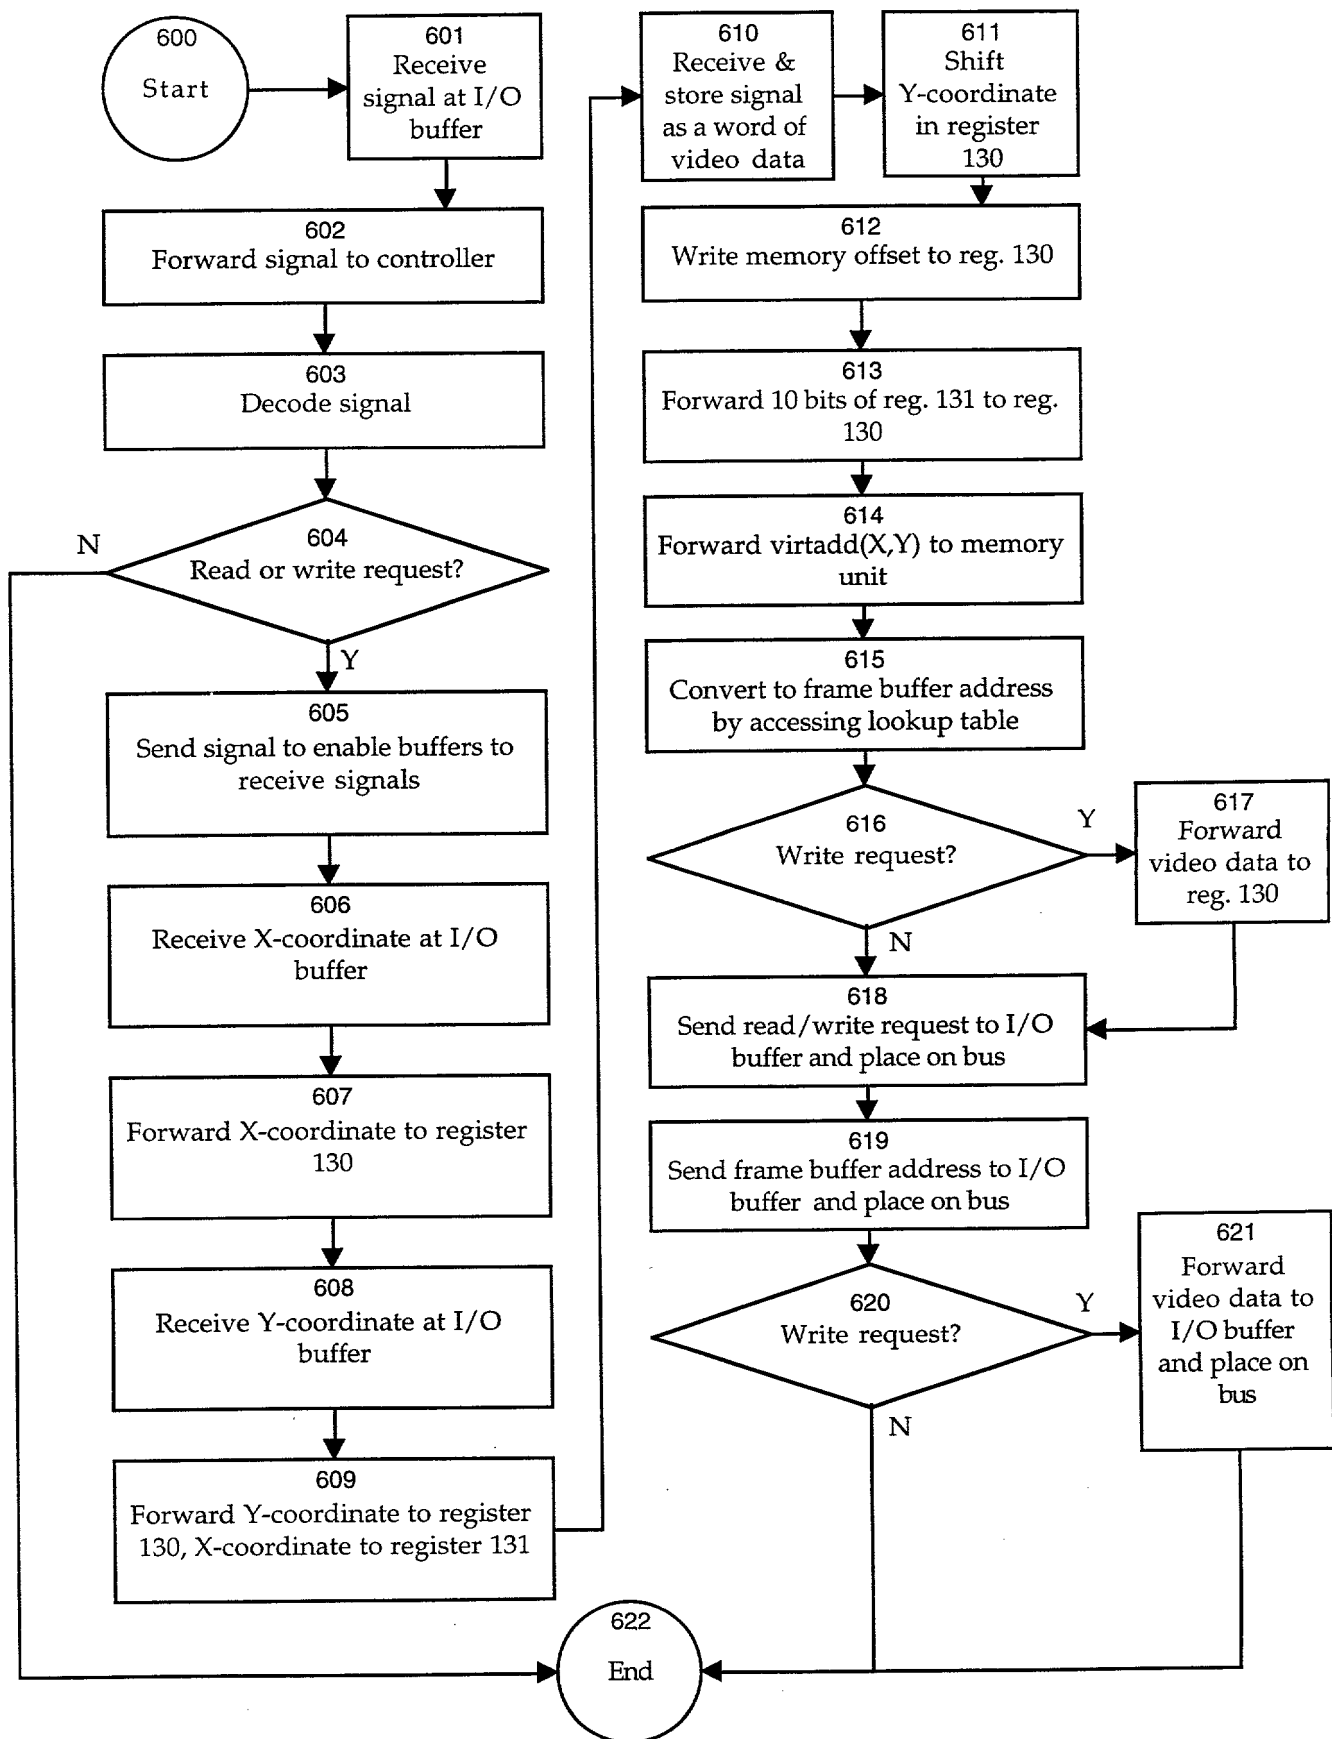 600
Start
601
Receive
signal at I/O
buffer
602
Forward signal to controller
603
Decode signal
604
Read or write request?
N
Y
605
Send signal to enable buffers to
receive signals
606
Receive X-coordinate at I/O
buffer
607
Forward X-coordinate to register
130
608
Receive Y-coordinate at I/O
buffer
609
Forward Y-coordinate to register
130, X-coordinate to register 131
610
Receive &
store signal
as a word of
video data
611
Shift
Y-coordinate
in register
130
612
Write memory offset to reg. 130
613
Forward 10 bits of reg. 131 to reg.
130
614
Forward virtadd(X,Y) to memory
unit
615
Convert to frame buffer address
by accessing lookup table
616
Write request?
Y
N
617
Forward
video data to
reg. 130
618
Send read/write request to I/O
buffer and place on bus
619
Send frame buffer address to I/O
buffer and place on bus
620
Write request?
Y
N
621
Forward
video data to
I/O buffer
and place on
bus
622
End